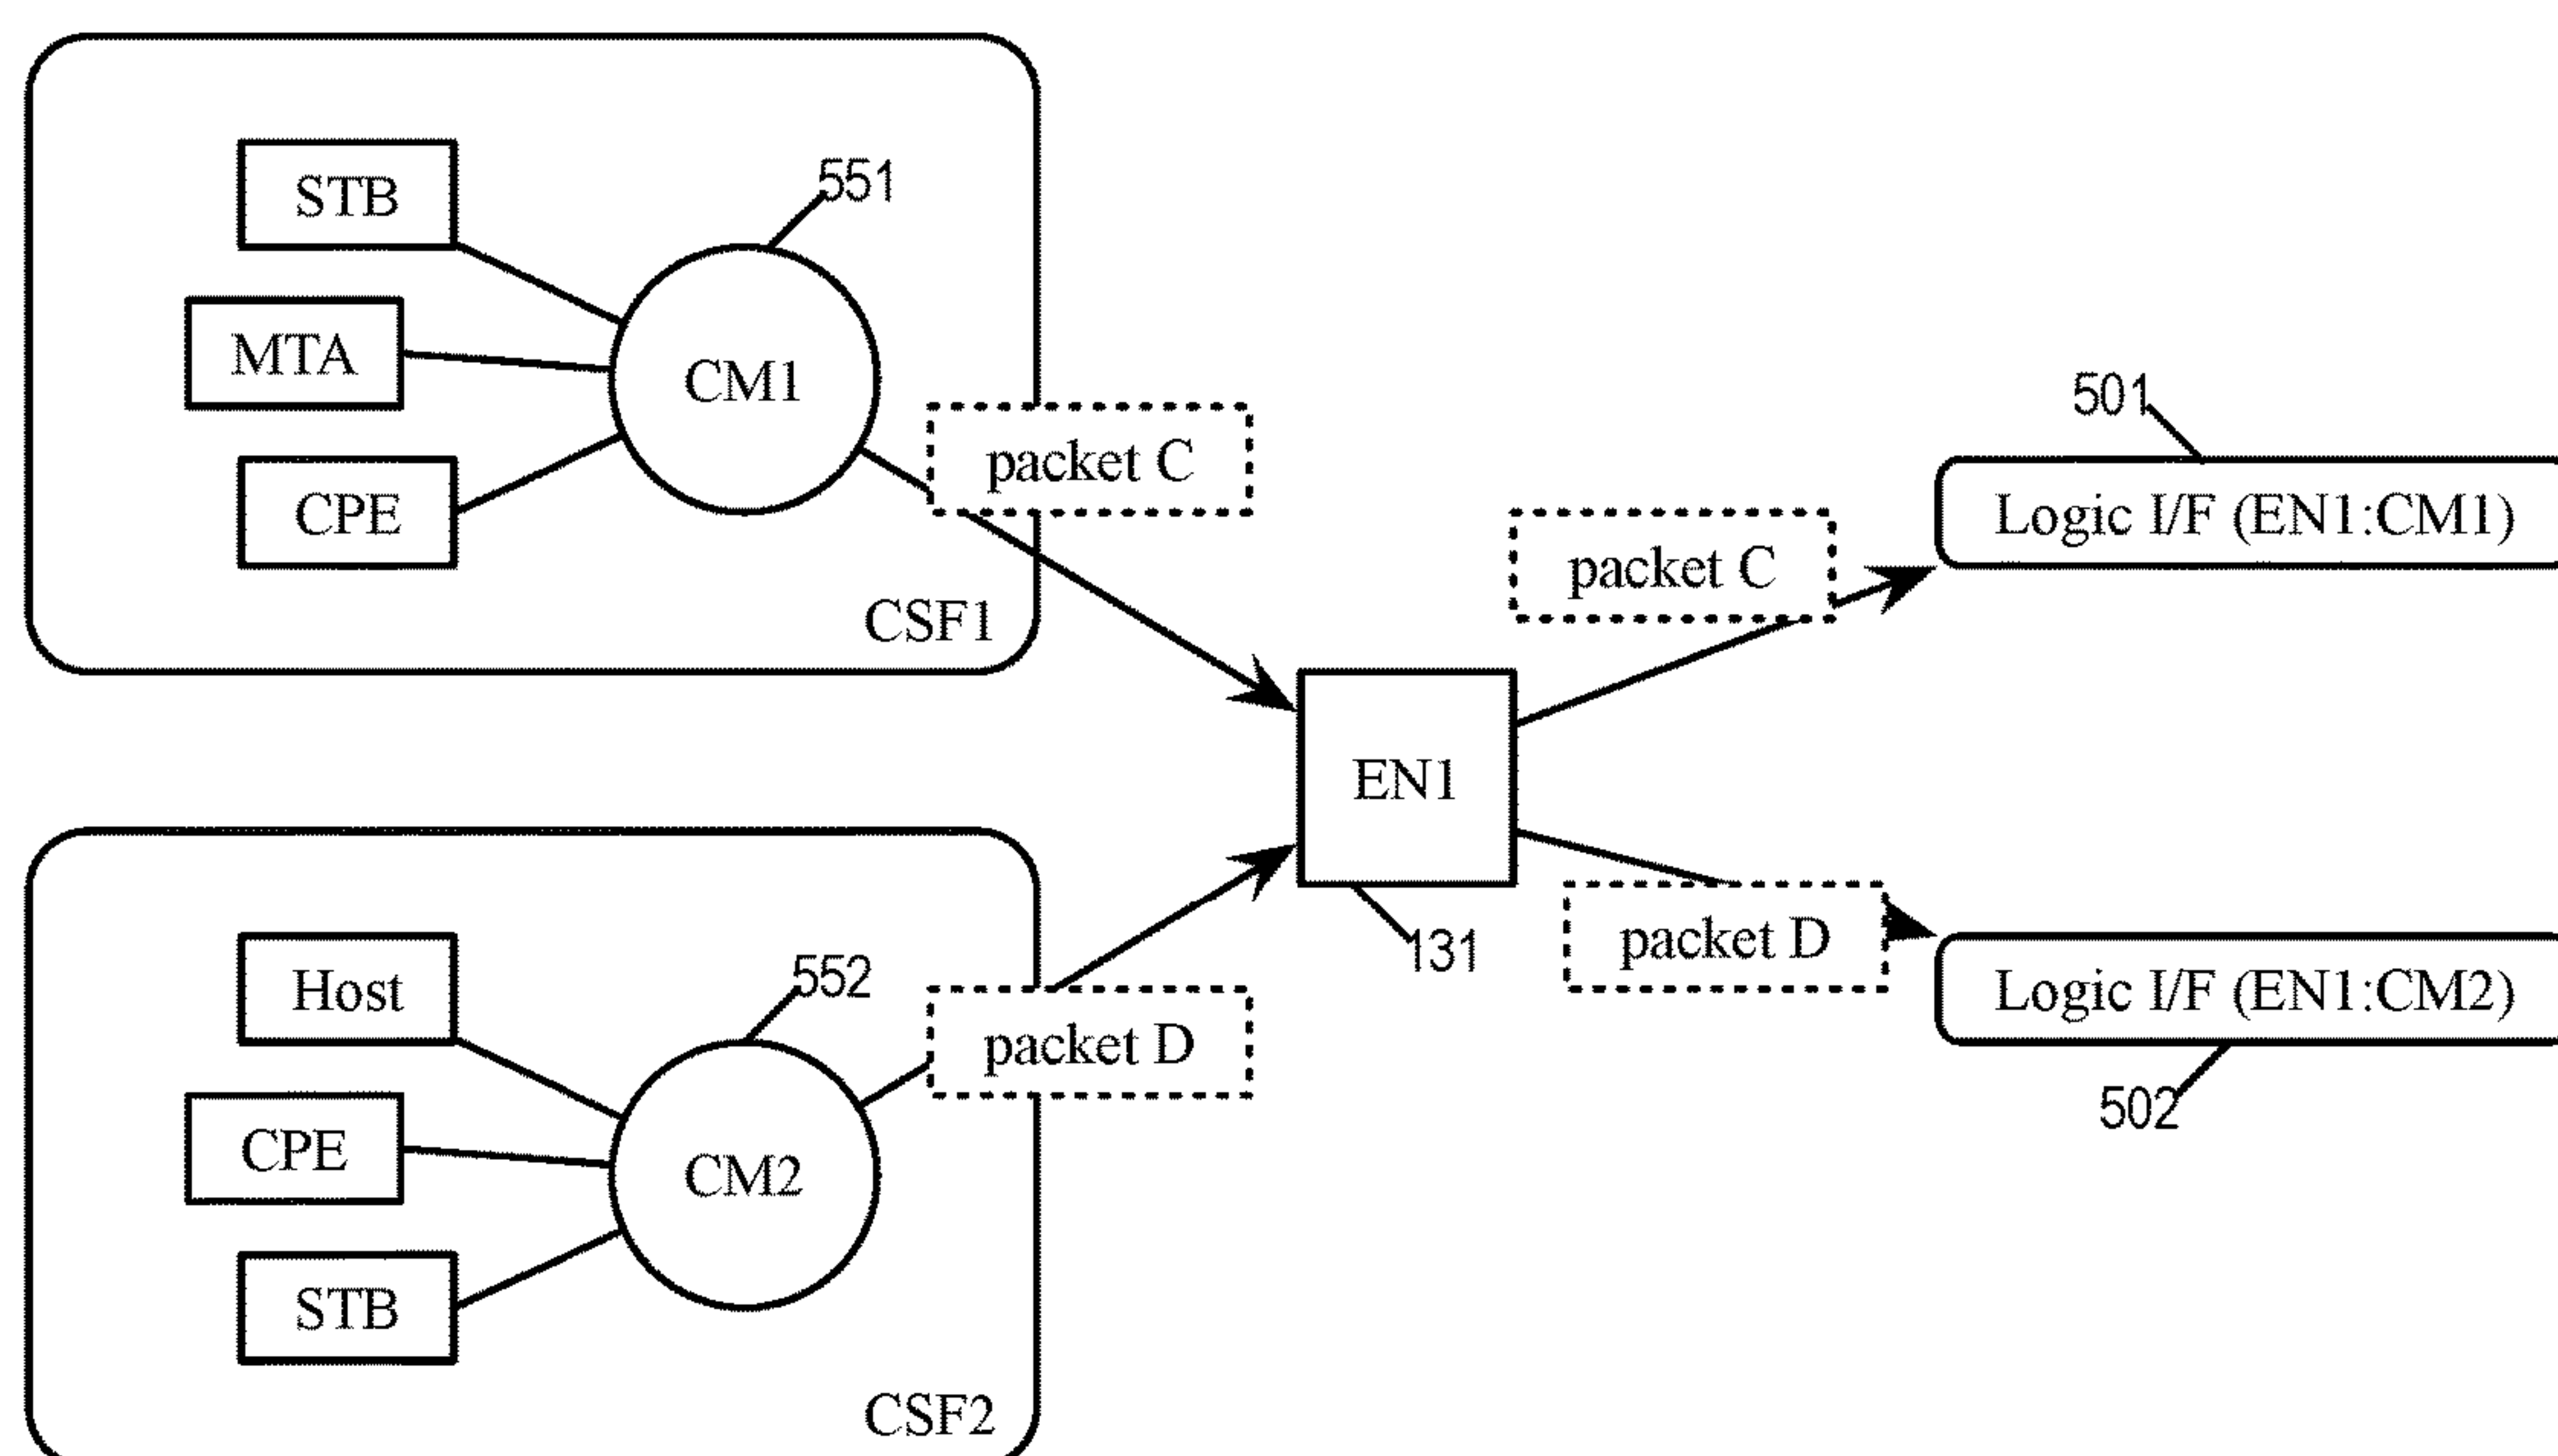 STB
551
MTA
CM1
CPE
CSF1
packet C
packet C
501
Logic I/F (EN1:CM1)
EN1
131
Host
552
CPE
CM2
STB
CSF2
packet D
packet D
Logic I/F (EN1:CM2)
502